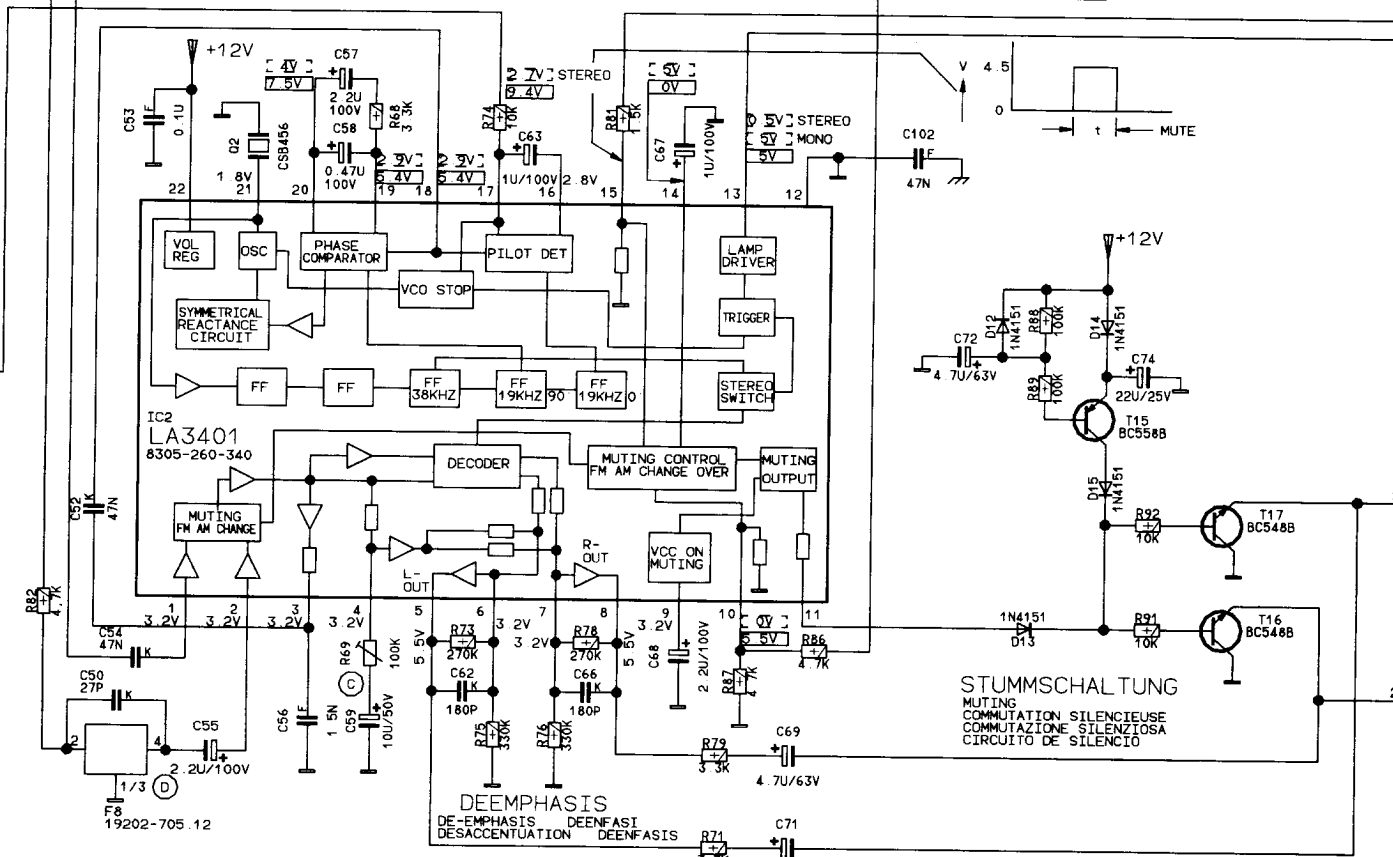 +12V
C53
F
0.1U
Q2
CSB456
1.8V
4V
7.5V
C57
2.2U
100V
R68
3.3K
C58
0.47U
100V
2.9V
5.4V
2.9V
5.4V
R74
10K
2.7V STEREO
9.4V
C63
1U/100V
2.8V
R81
1.5K
5V
0V
C67
1U/100V
0.5V STEREO
5V MONO
5V
C102
F
47N
V
4.5
0
t
MUTE
22
21
20
19
18
17
16
15
14
13
12
VOL
REG
OSC
PHASE
COMPARATOR
PILOT DET
VCO STOP
LAMP
DRIVER
TRIGGER
SYMMETRICAL
REACTANCE
CIRCUIT
FF
FF
FF
38KHZ
FF
19KHZ
90
FF
19KHZ
0
STEREO
SWITCH
IC2
LA3401
8305-260-340
DECODER
MUTING CONTROL
FM AM CHANGE OVER
MUTING
OUTPUT
MUTING
FM AM CHANGE
L-
OUT
R-
OUT
VCC ON
MUTING
+12V
D12
1N4151
R88
100K
D14
1N4151
C72
4.7U/63V
R89
100K
C74
22U/25V
T15
BC558B
D15
1N4151
R92
10K
T17
BC548B
1N4151
D13
R91
10K
T16
BC548B
C52
K
47N
R82
4.7K
1
2
3
4
5
6
7
8
9
10
11
3.2V
3.2V
3.2V
3.2V
5.5V
3.2V
3.2V
5.5V
3.2V
0V
5.5V
C54
47N
K
C50
27P
K
2
4
1/3
D
F8
19202-705.12
C55
2.2U/100V
C56
F
1.5N
R69
100K
C
C59
10U/50V
R73
270K
C62
K
180P
R75
330K
R78
270K
C66
K
180P
R76
330K
C68
2.2U/100V
R87
4.7K
R86
4.7K
R79
3.3K
C69
4.7U/63V
R71
C71
STUMMSCHALTUNG
MUTING
COMMUTATION SILENCIEUSE
COMMUTAZIONE SILENZIOSA
CIRCUITO DE SILENCIO
DEEMPHASIS
DE-EMPHASIS DEENFASI
DESACCENTUATION DEENFASIS